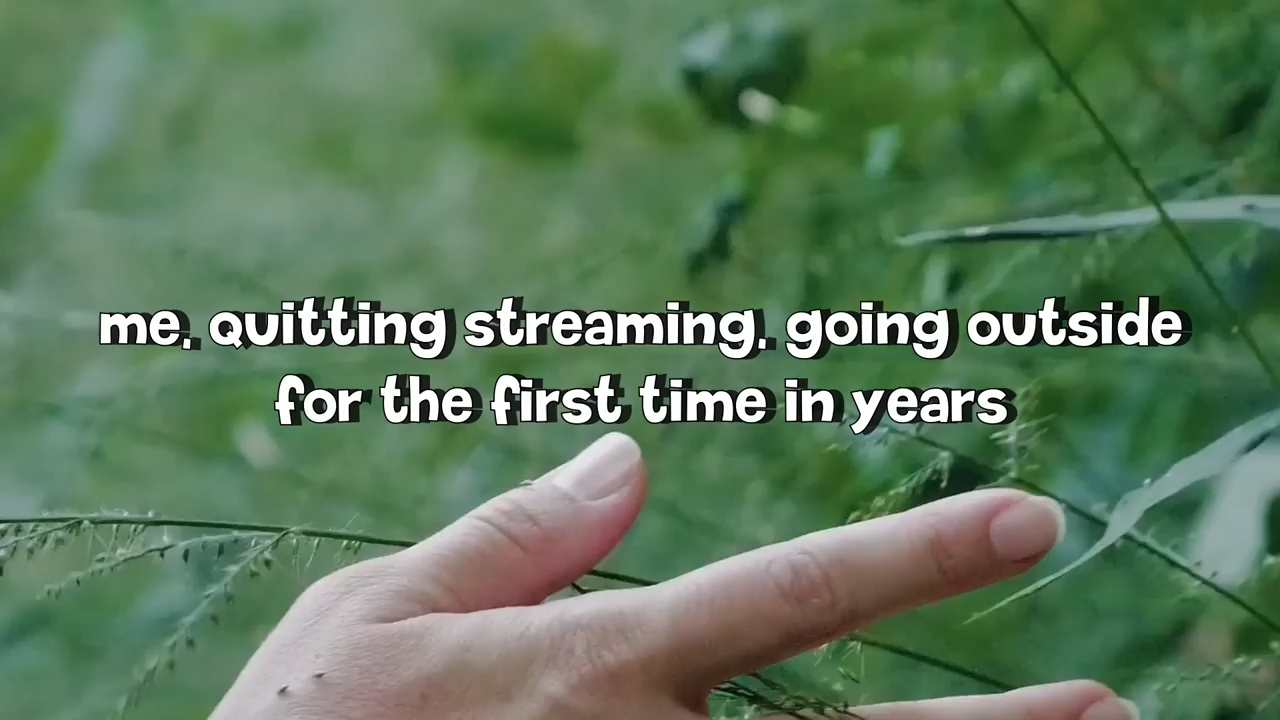 me, quitting streaming, going outside
for the first time in years